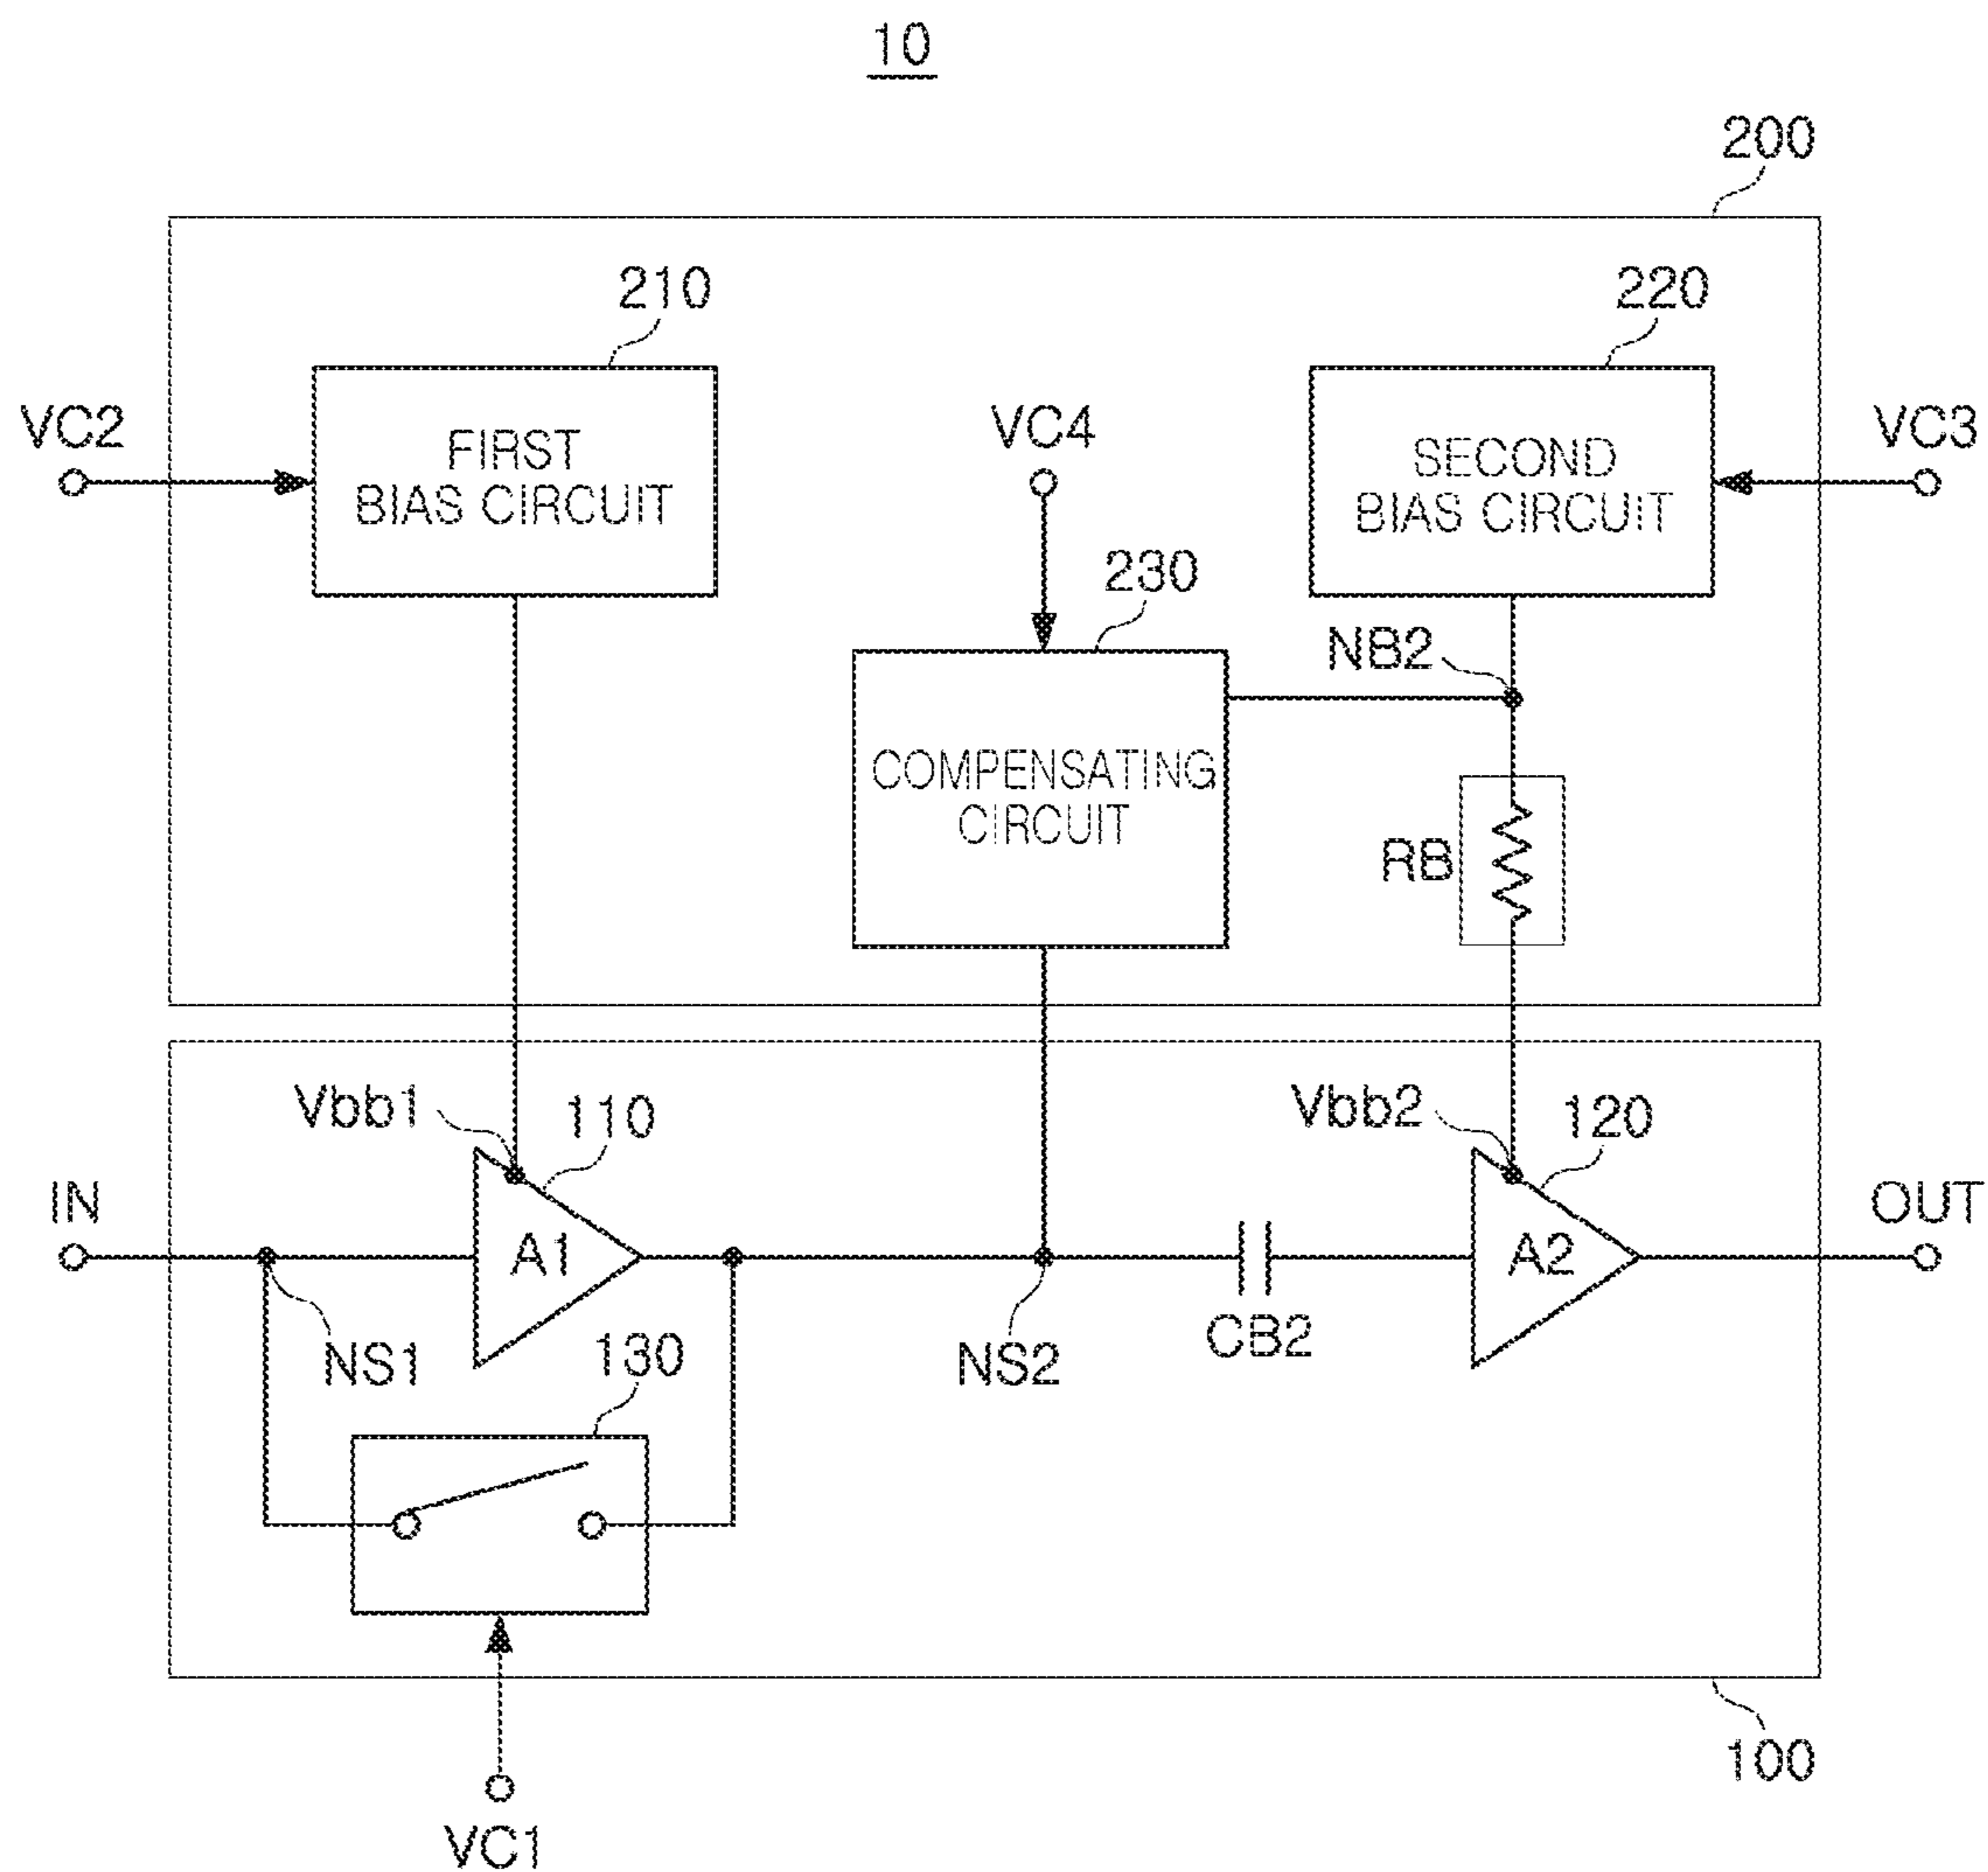 10
200
210
220
VC2
FIRST
BIAS CIRCUIT
VC4
SECOND
BIAS CIRCUIT
VC3
230
NB2
COMPENSATING
CIRCUIT
RB
Vbb1
110
Vbb2
120
IN
A1
A2
OUT
NS1
130
NS2
CB2
100
VC1